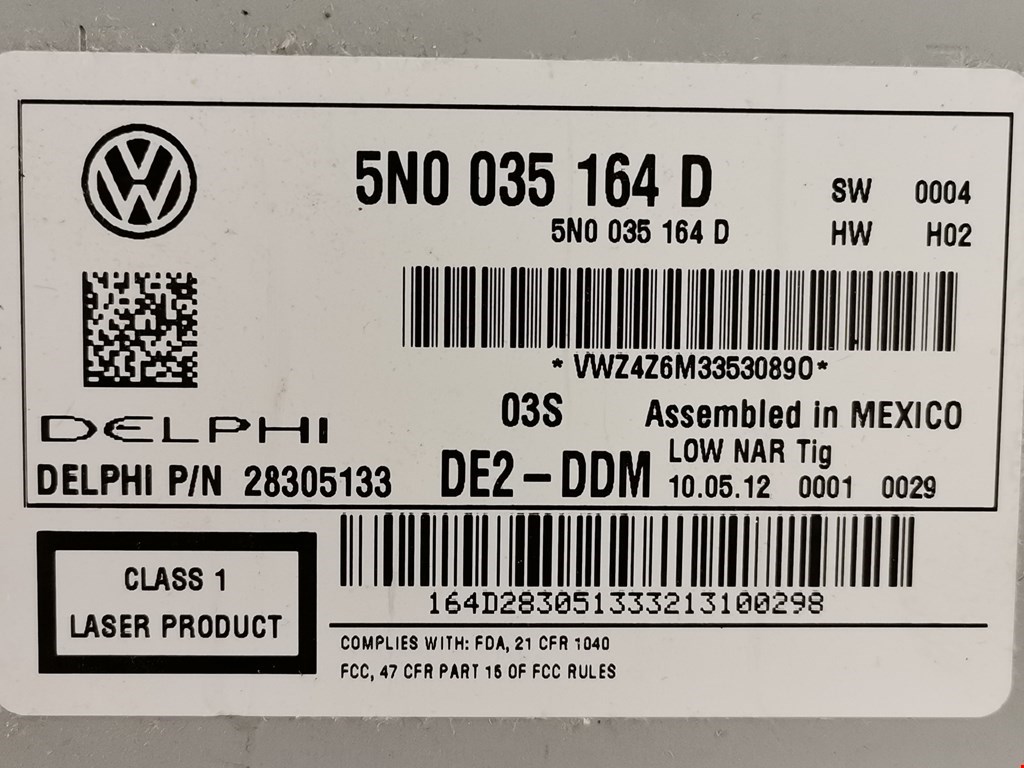 5N0 035 164 D
SW 0004
5N0 035 164 D
HW H02
*VWZ4Z6M3353089O*
03S
Assembled in MEXICO
DELPHI
LOW NAR Tig
DELPHI P/N 28305133
DE2-DDM
10.05.12 0001 0029
CLASS 1
LASER PRODUCT
164D283051333213100298
COMPLIES WITH: FDA, 21 CFR 1040
FCC, 47 CFR PART 15 OF FCC RULES